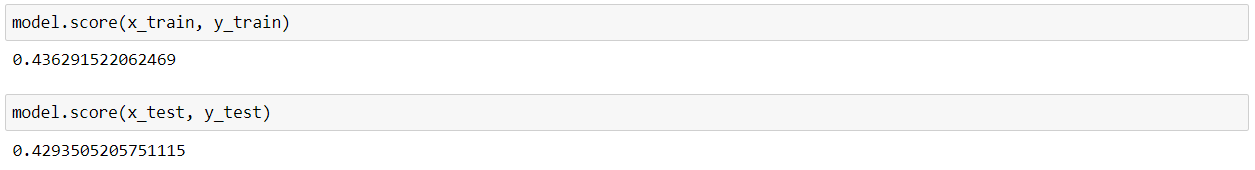 model.score(x_train, y_train)
0.436291522062469
model.score(x_test, y_test)
0.4293505205751115